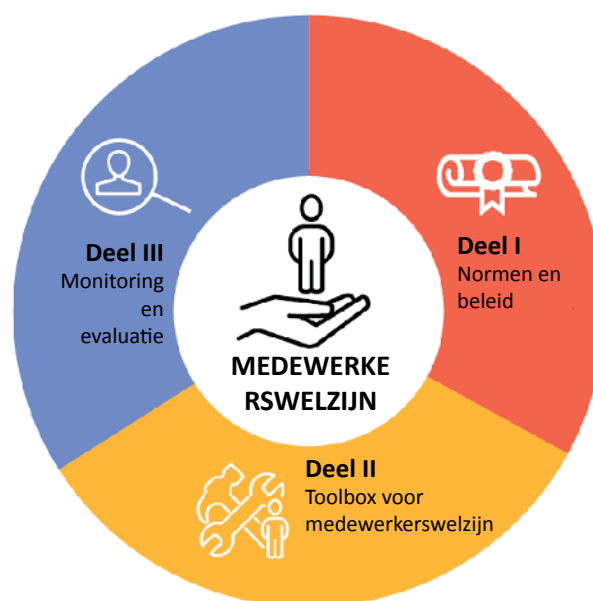 Deel I
Normen en
beleid
Deel II
Toolbox voor
medewerkerswelzijn
Deel III
Monitoring
en
evaluatie
MEDEWERKE
RSWELZIJN